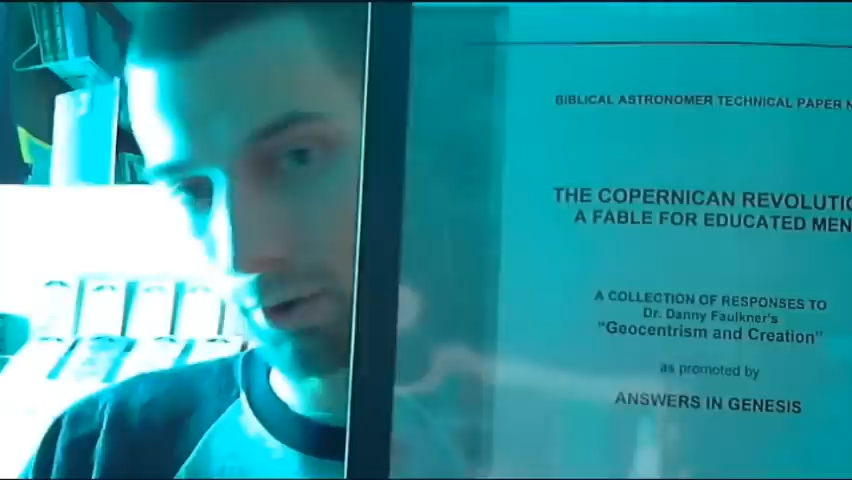 BIBLICAL ASTRONOMER TECHNICAL PAPER
THE COPERNICAN
A FABLE FOR EDUCATED MEN
A COLLECTION OF RESPONSES TO
Dr. Danny Faulkner's
"Geocentrism and Creation"
as promoted by
ANSWERS IN GENESIS